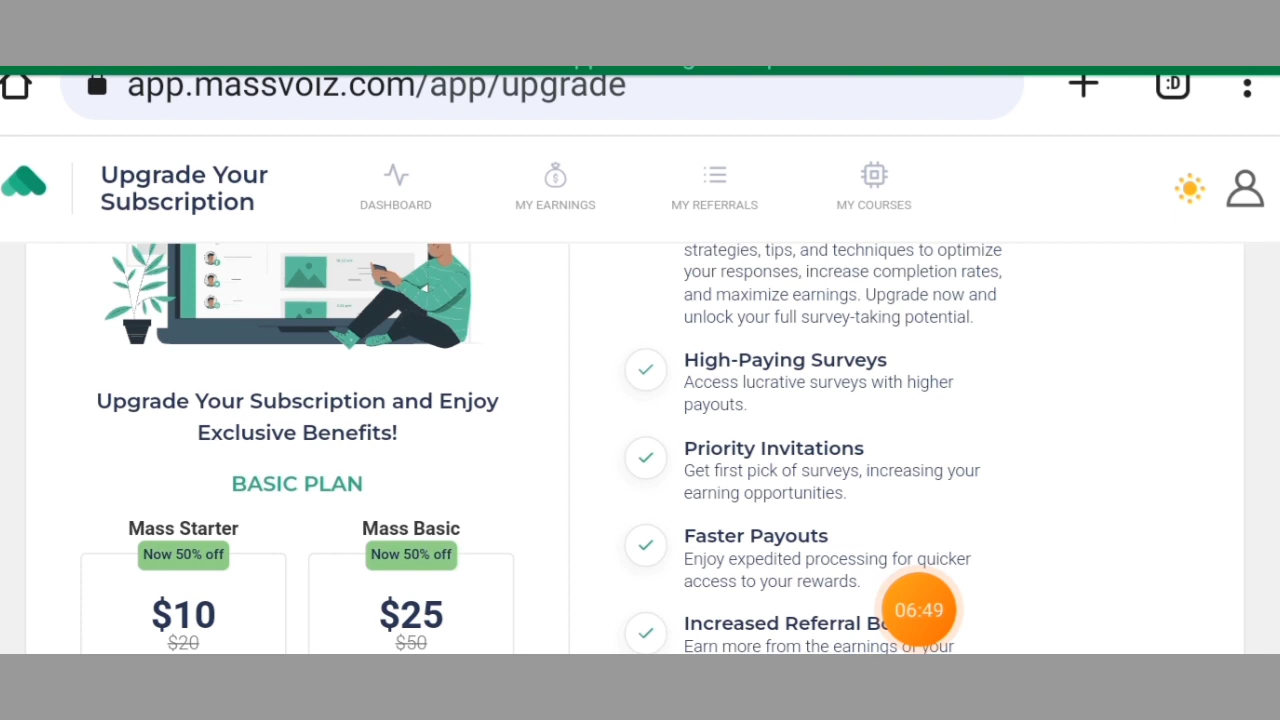 app.massvoiz.com/app/upgrade
:D
Upgrade Your
Subscription
DASHBOARD
MY EARNINGS
MY REFERRALS
MY COURSES
Upgrade Your Subscription and Enjoy
Exclusive Benefits!
BASIC PLAN
Mass Starter
Now 50% off
$10
$20
Mass Basic
Now 50% off
$25
$50
strategies, tips, and techniques to optimize
your responses, increase completion rates,
and maximize earnings. Upgrade now and
unlock your full survey-taking potential.
High-Paying Surveys
Access lucrative surveys with higher
payouts.
Priority Invitations
Get first pick of surveys, increasing your
earning opportunities.
Faster Payouts
Enjoy expedited processing for quicker
access to your rewards.
Increased Referral
Earn more from the earnings of your
06:49